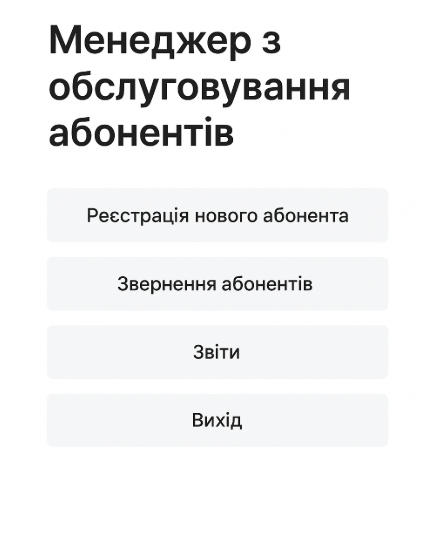 Менеджер з
обслуговування
абонентів
Реєстрація нового абонента
Звернення абонентів
Звіти
Вихід